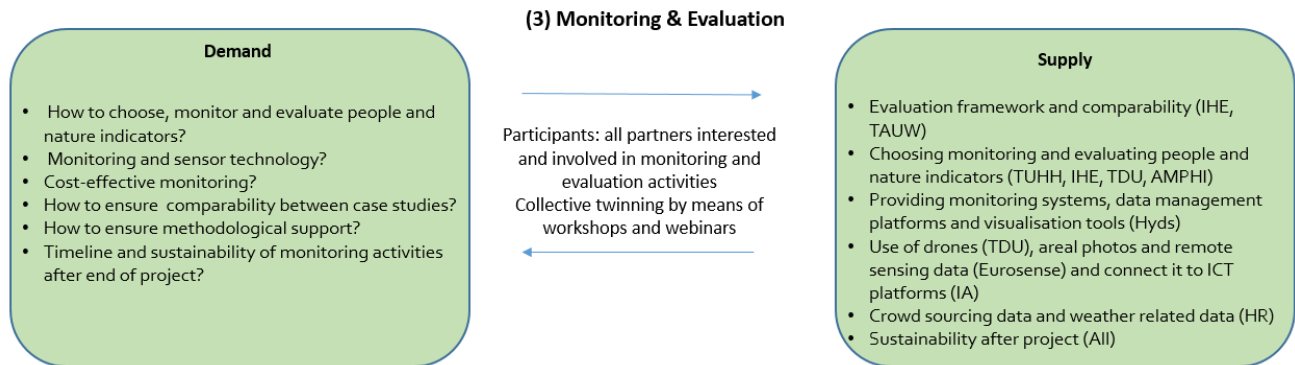 (3) Monitoring & Evaluation
Demand
• How to choose, monitor and evaluate people and
nature indicators?
• Monitoring and sensor technology?
• Cost-effective monitoring?
• How to ensure comparability between case studies?
• How to ensure methodological support?
• Timeline and sustainability of monitoring activities
after end of project?
Participants: all partners interested
and involved in monitoring and
evaluation activities
Collective twinning by means of
workshops and webinars
Supply
• Evaluation framework and comparability (IHE,
TAUW)
• Choosing monitoring and evaluating people and
nature indicators (TUHH, IHE, TDU, AMPHI)
• Providing monitoring systems, data management
platforms and visualisation tools (Hyds)
• Use of drones (TDU), areal photos and remote
sensing data (Eurosense) and connect it to ICT
platforms (IA)
• Crowd sourcing data and weather related data (HR)
• Sustainability after project (All)